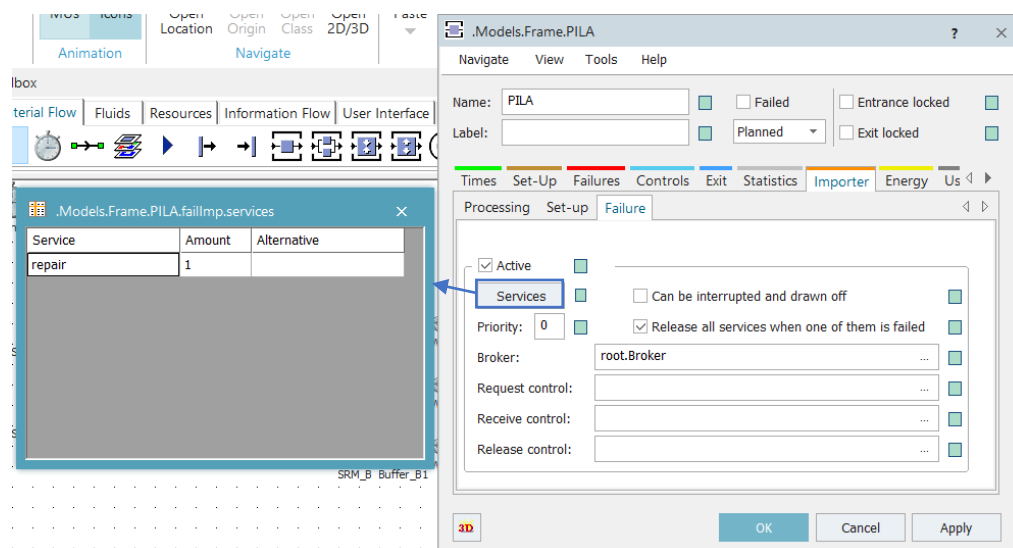 MUs Icons Open Open Open Open Paste
Location Origin Class 2D/3D
Animation Navigate
lbox
terial Flow Fluids Resources Information Flow User Interface
.Models.Frame.PILA.failImp.services ×
Service Amount Alternative
repair 1
SRM_B Buffer_B1
.Models.Frame.PILA ? ×
Navigate View Tools Help
Name: PILA Failed Entrance locked
Label: Planned Exit locked
Times Set-Up Failures Controls Exit Statistics Importer Energy Us
Processing Set-up Failure
Active
Services Can be interrupted and drawn off
Priority: 0 Release all services when one of them is failed
Broker: root.Broker ...
Request control: ...
Receive control: ...
Release control: ...
3D OK Cancel Apply